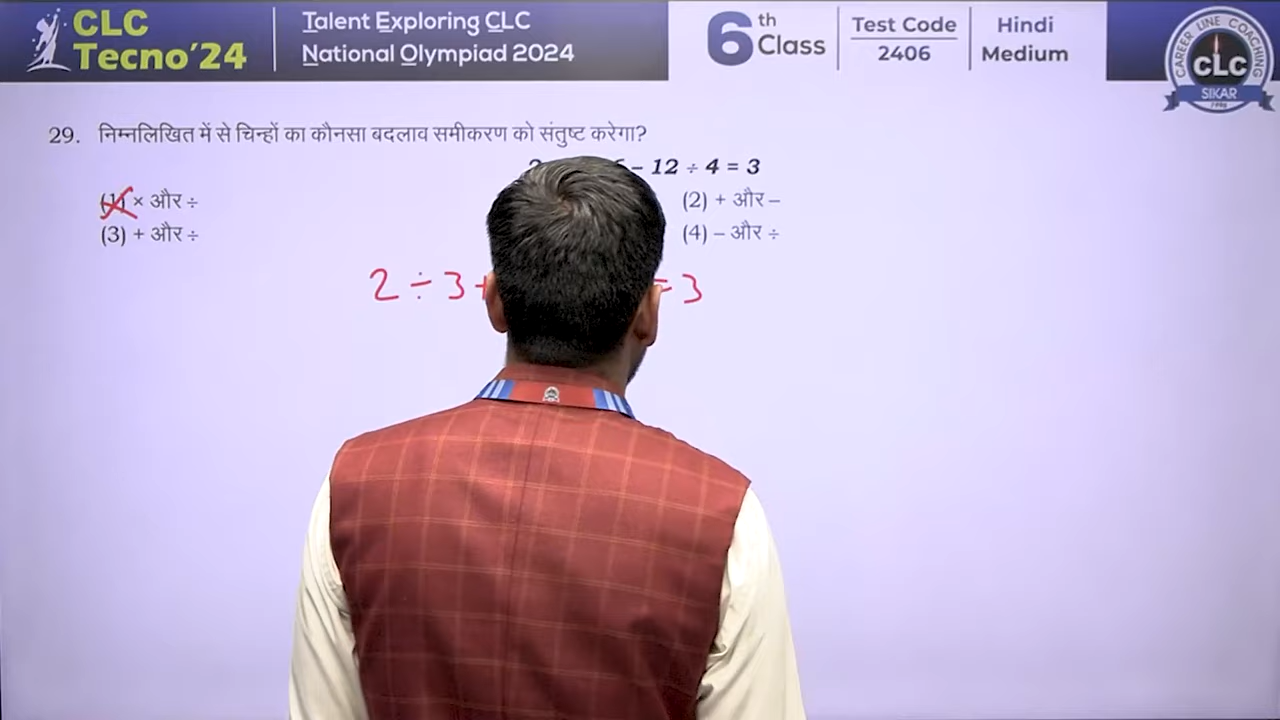 CLC
Tecno'24
Talent Exploring CLC
National Olympiad 2024
6th Class
Test Code
2406
Hindi
Medium
CAREER LINE COACHING
CLC
SIKAR
29. निम्नलिखित में से चिन्हों का कौनसा बदलाव समीकरण को संतुष्ट करेगा?
– 12 ÷ 4 = 3
(1) × और ÷
(2) + और –
(3) + और ÷
(4) – और ÷
2 ÷ 3 +
= 3